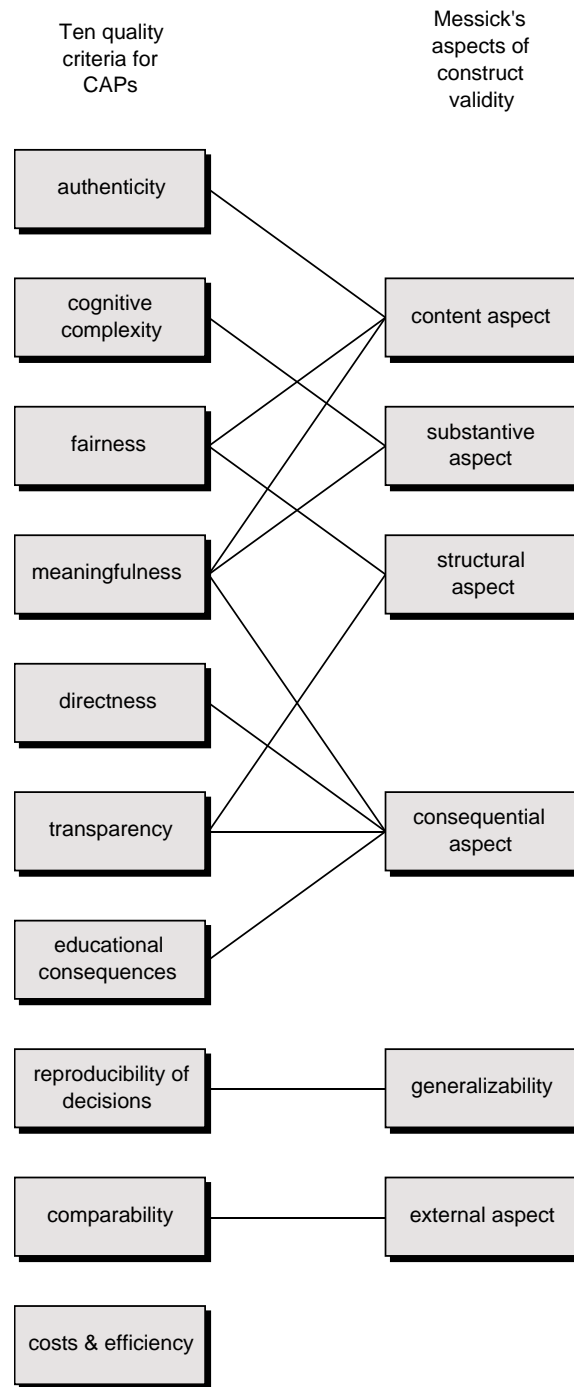 Ten quality
criteria for
CAPs
Messick's
aspects of
construct
validity
authenticity
cognitive
complexity
content aspect
fairness
substantive
aspect
meaningfulness
structural
aspect
directness
transparency
consequential
aspect
educational
consequences
reproducibility of
decisions
generalizability
comparability
external aspect
costs & efficiency